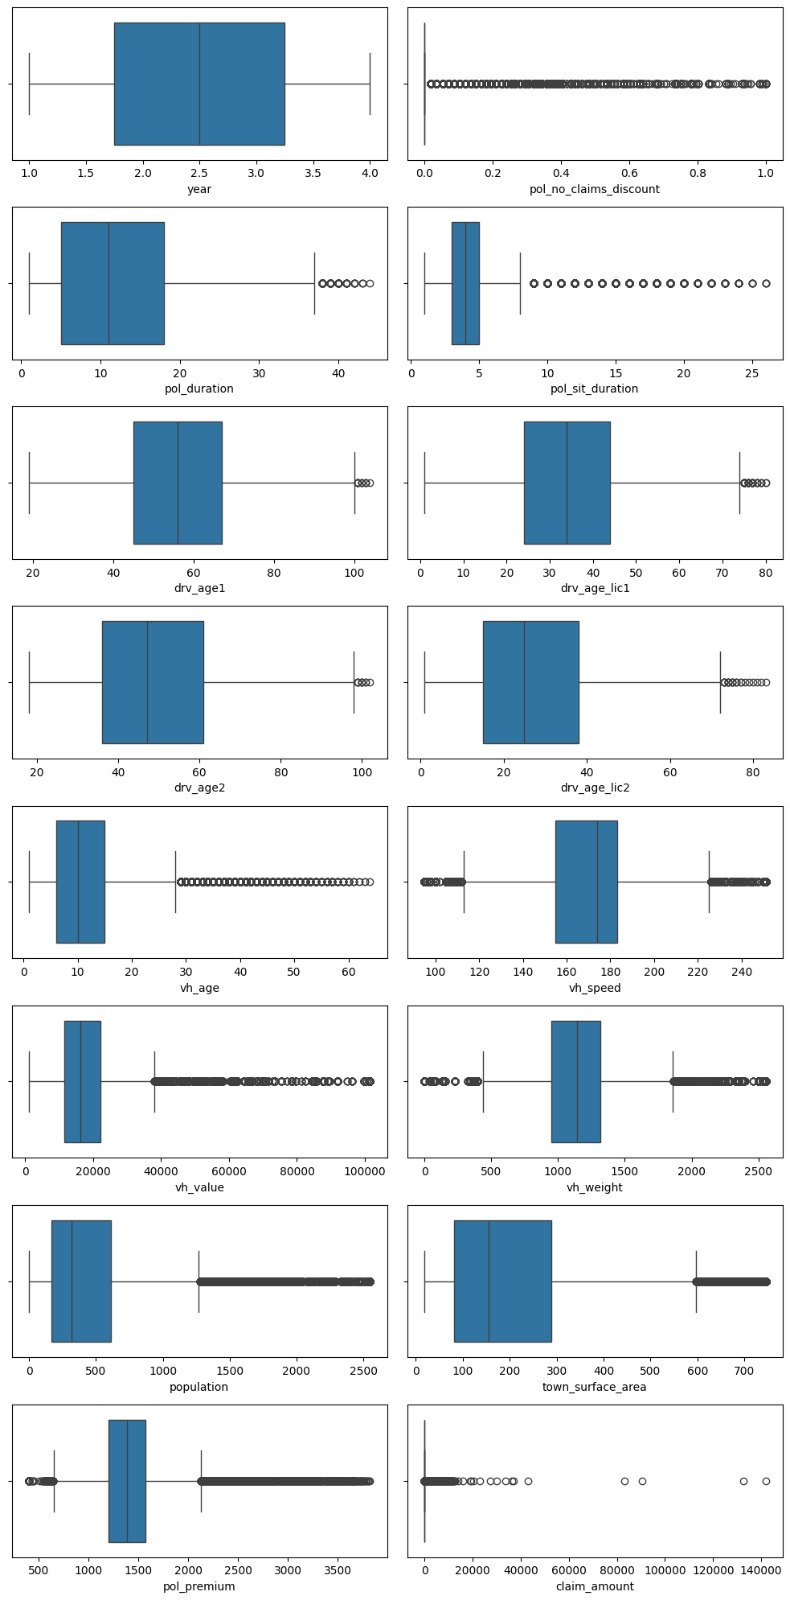 1.0 1.5 2.0 2.5 3.0 3.5 4.0
year
0.0 0.2 0.4 0.6 0.8 1.0
pol_no_claims_discount
0 10 20 30 40
pol_duration
0 5 10 15 20 25
pol_sit_duration
20 40 60 80 100
drv_age1
0 10 20 30 40 50 60 70 80
drv_age_lic1
20 40 60 80 100
drv_age2
0 20 40 60 80
drv_age_lic2
0 10 20 30 40 50 60
vh_age
100 120 140 160 180 200 220 240
vh_speed
0 20000 40000 60000 80000 100000
vh_value
0 500 1000 1500 2000 2500
vh_weight
0 500 1000 1500 2000 2500
population
0 100 200 300 400 500 600 700
town_surface_area
500 1000 1500 2000 2500 3000 3500
pol_premium
0 20000 40000 60000 80000 100000 120000 140000
claim_amount